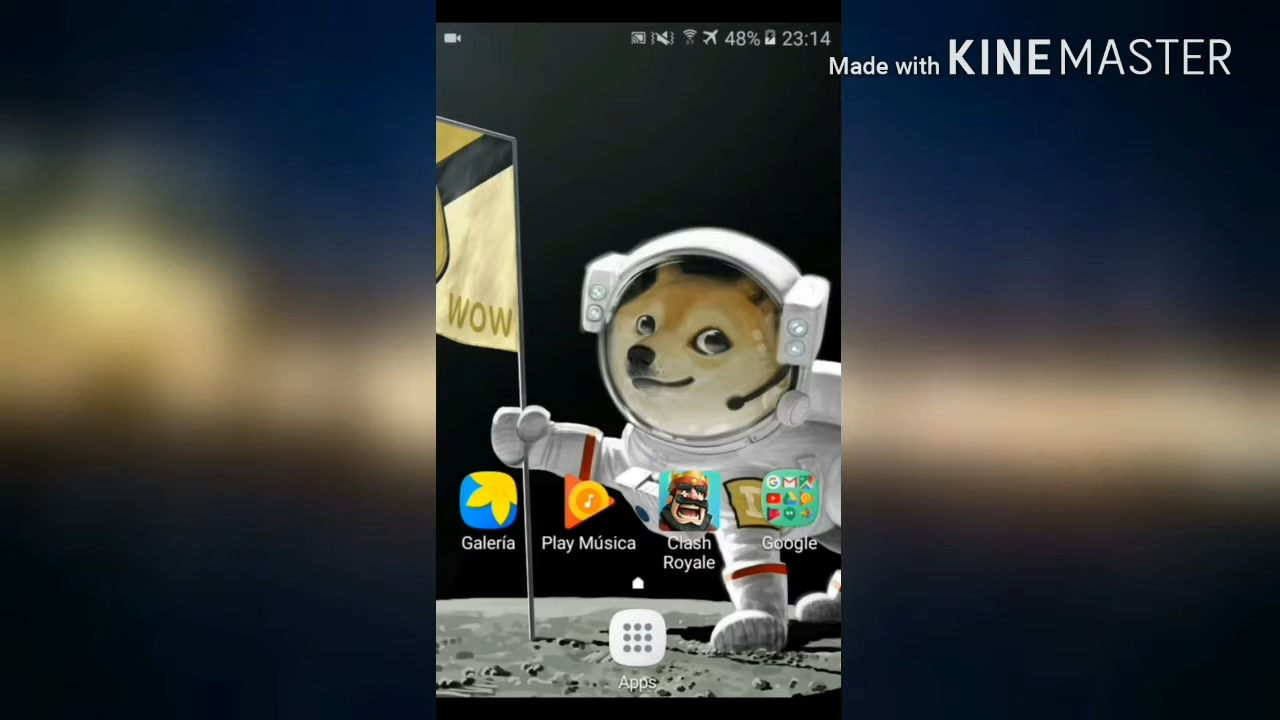 48% 23:14
Made with KINEMASTER
WOW
Galería Play Música Clash Royale Google
Apps